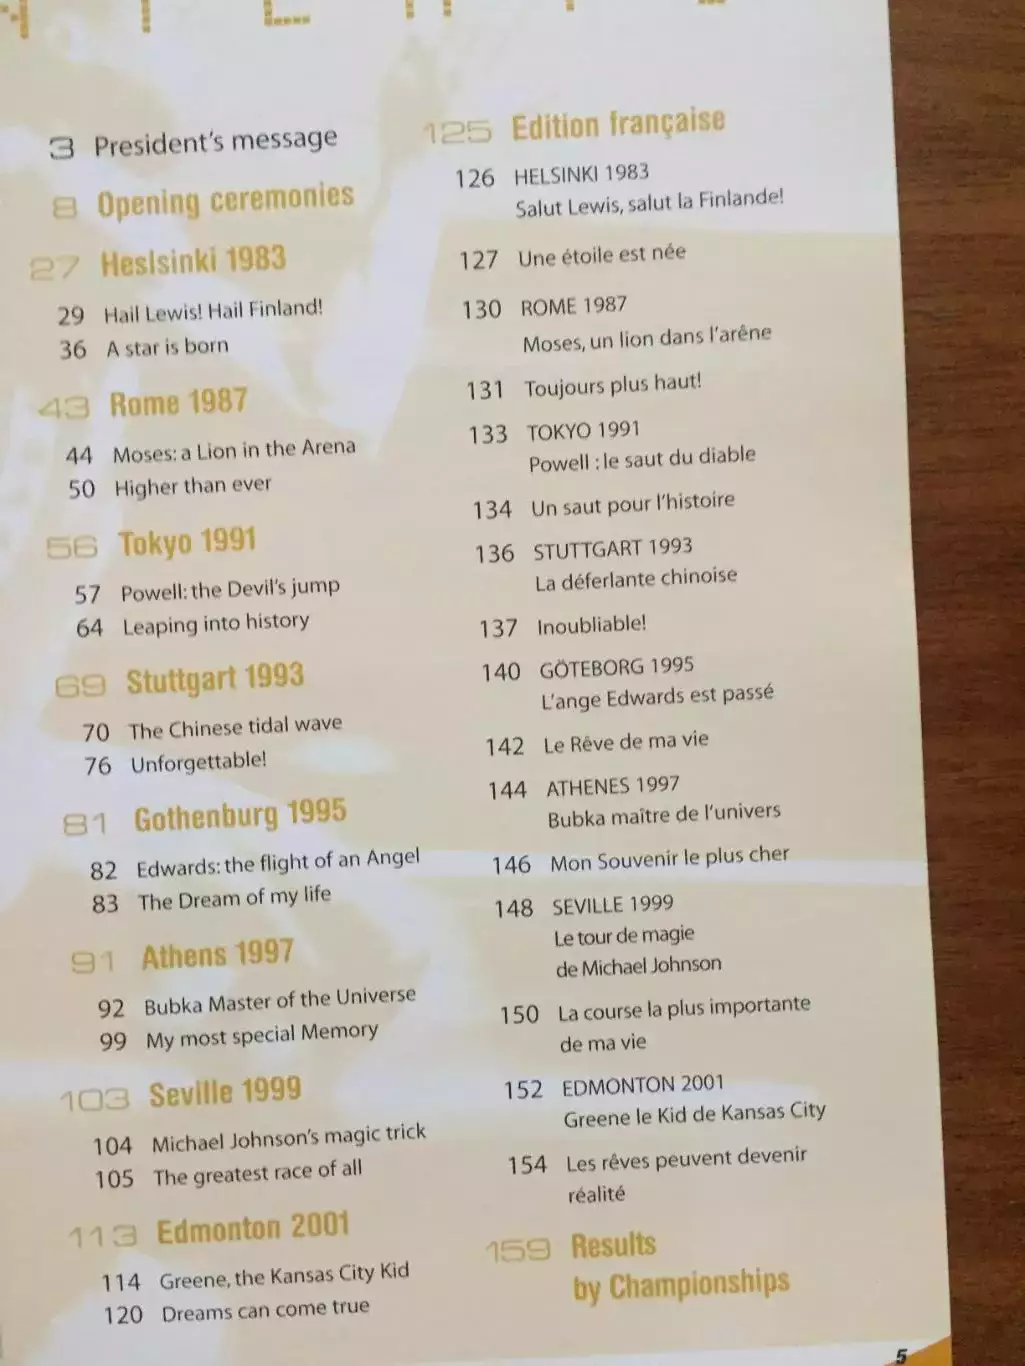 3 President's message
8 Opening ceremonies
27 Heslsinki 1983
29 Hail Lewis! Hail Finland!
36 A star is born
43 Rome 1987
44 Moses: a Lion in the Arena
50 Higher than ever
56 Tokyo 1991
57 Powell: the Devil's jump
64 Leaping into history
69 Stuttgart 1993
70 The Chinese tidal wave
76 Unforgettable!
81 Gothenburg 1995
82 Edwards: the flight of an Angel
83 The Dream of my life
91 Athens 1997
92 Bubka Master of the Universe
99 My most special Memory
103 Seville 1999
104 Michael Johnson's magic trick
105 The greatest race of all
113 Edmonton 2001
114 Greene, the Kansas City Kid
120 Dreams can come true
125 Edition française
126 HELSINKI 1983
Salut Lewis, salut la Finlande!
127 Une étoile est née
130 ROME 1987
Moses, un lion dans l'arêne
131 Toujours plus haut!
133 TOKYO 1991
Powell : le saut du diable
134 Un saut pour l'histoire
136 STUTTGART 1993
La déferlante chinoise
137 Inoubliable!
140 GÖTEBORG 1995
L'ange Edwards est passé
142 Le Rêve de ma vie
144 ATHENES 1997
Bubka maître de l'univers
146 Mon Souvenir le plus cher
148 SEVILLE 1999
Le tour de magie
de Michael Johnson
150 La course la plus importante
de ma vie
152 EDMONTON 2001
Greene le Kid de Kansas City
154 Les rêves peuvent devenir
réalité
159 Results
by Championships
5